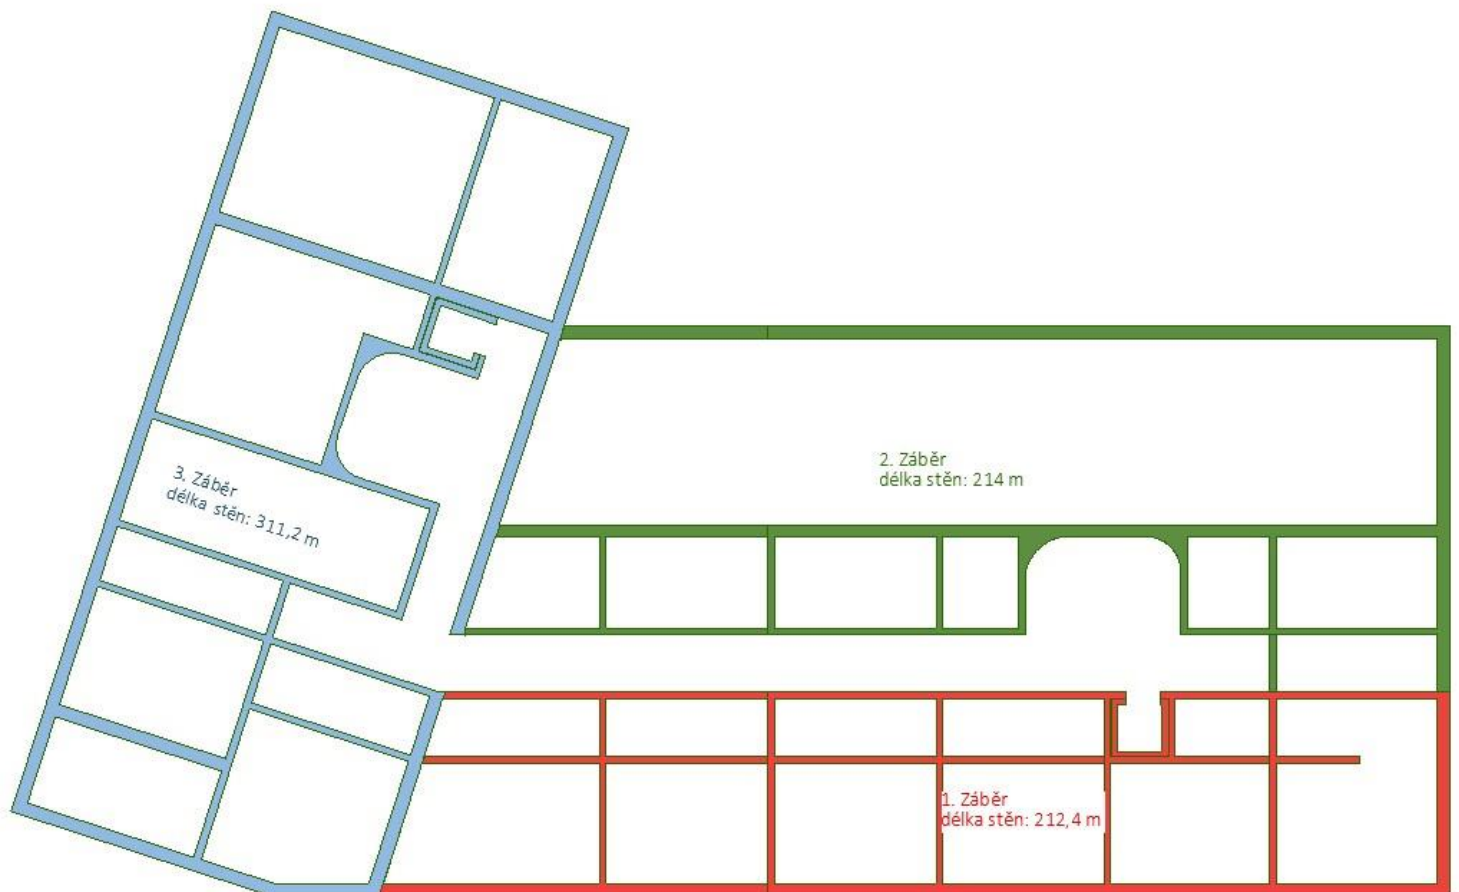 3. Záběr
délka stěn: 311,2 m
2. Záběr
délka stěn: 214 m
1. Záběr
délka stěn: 212,4 m